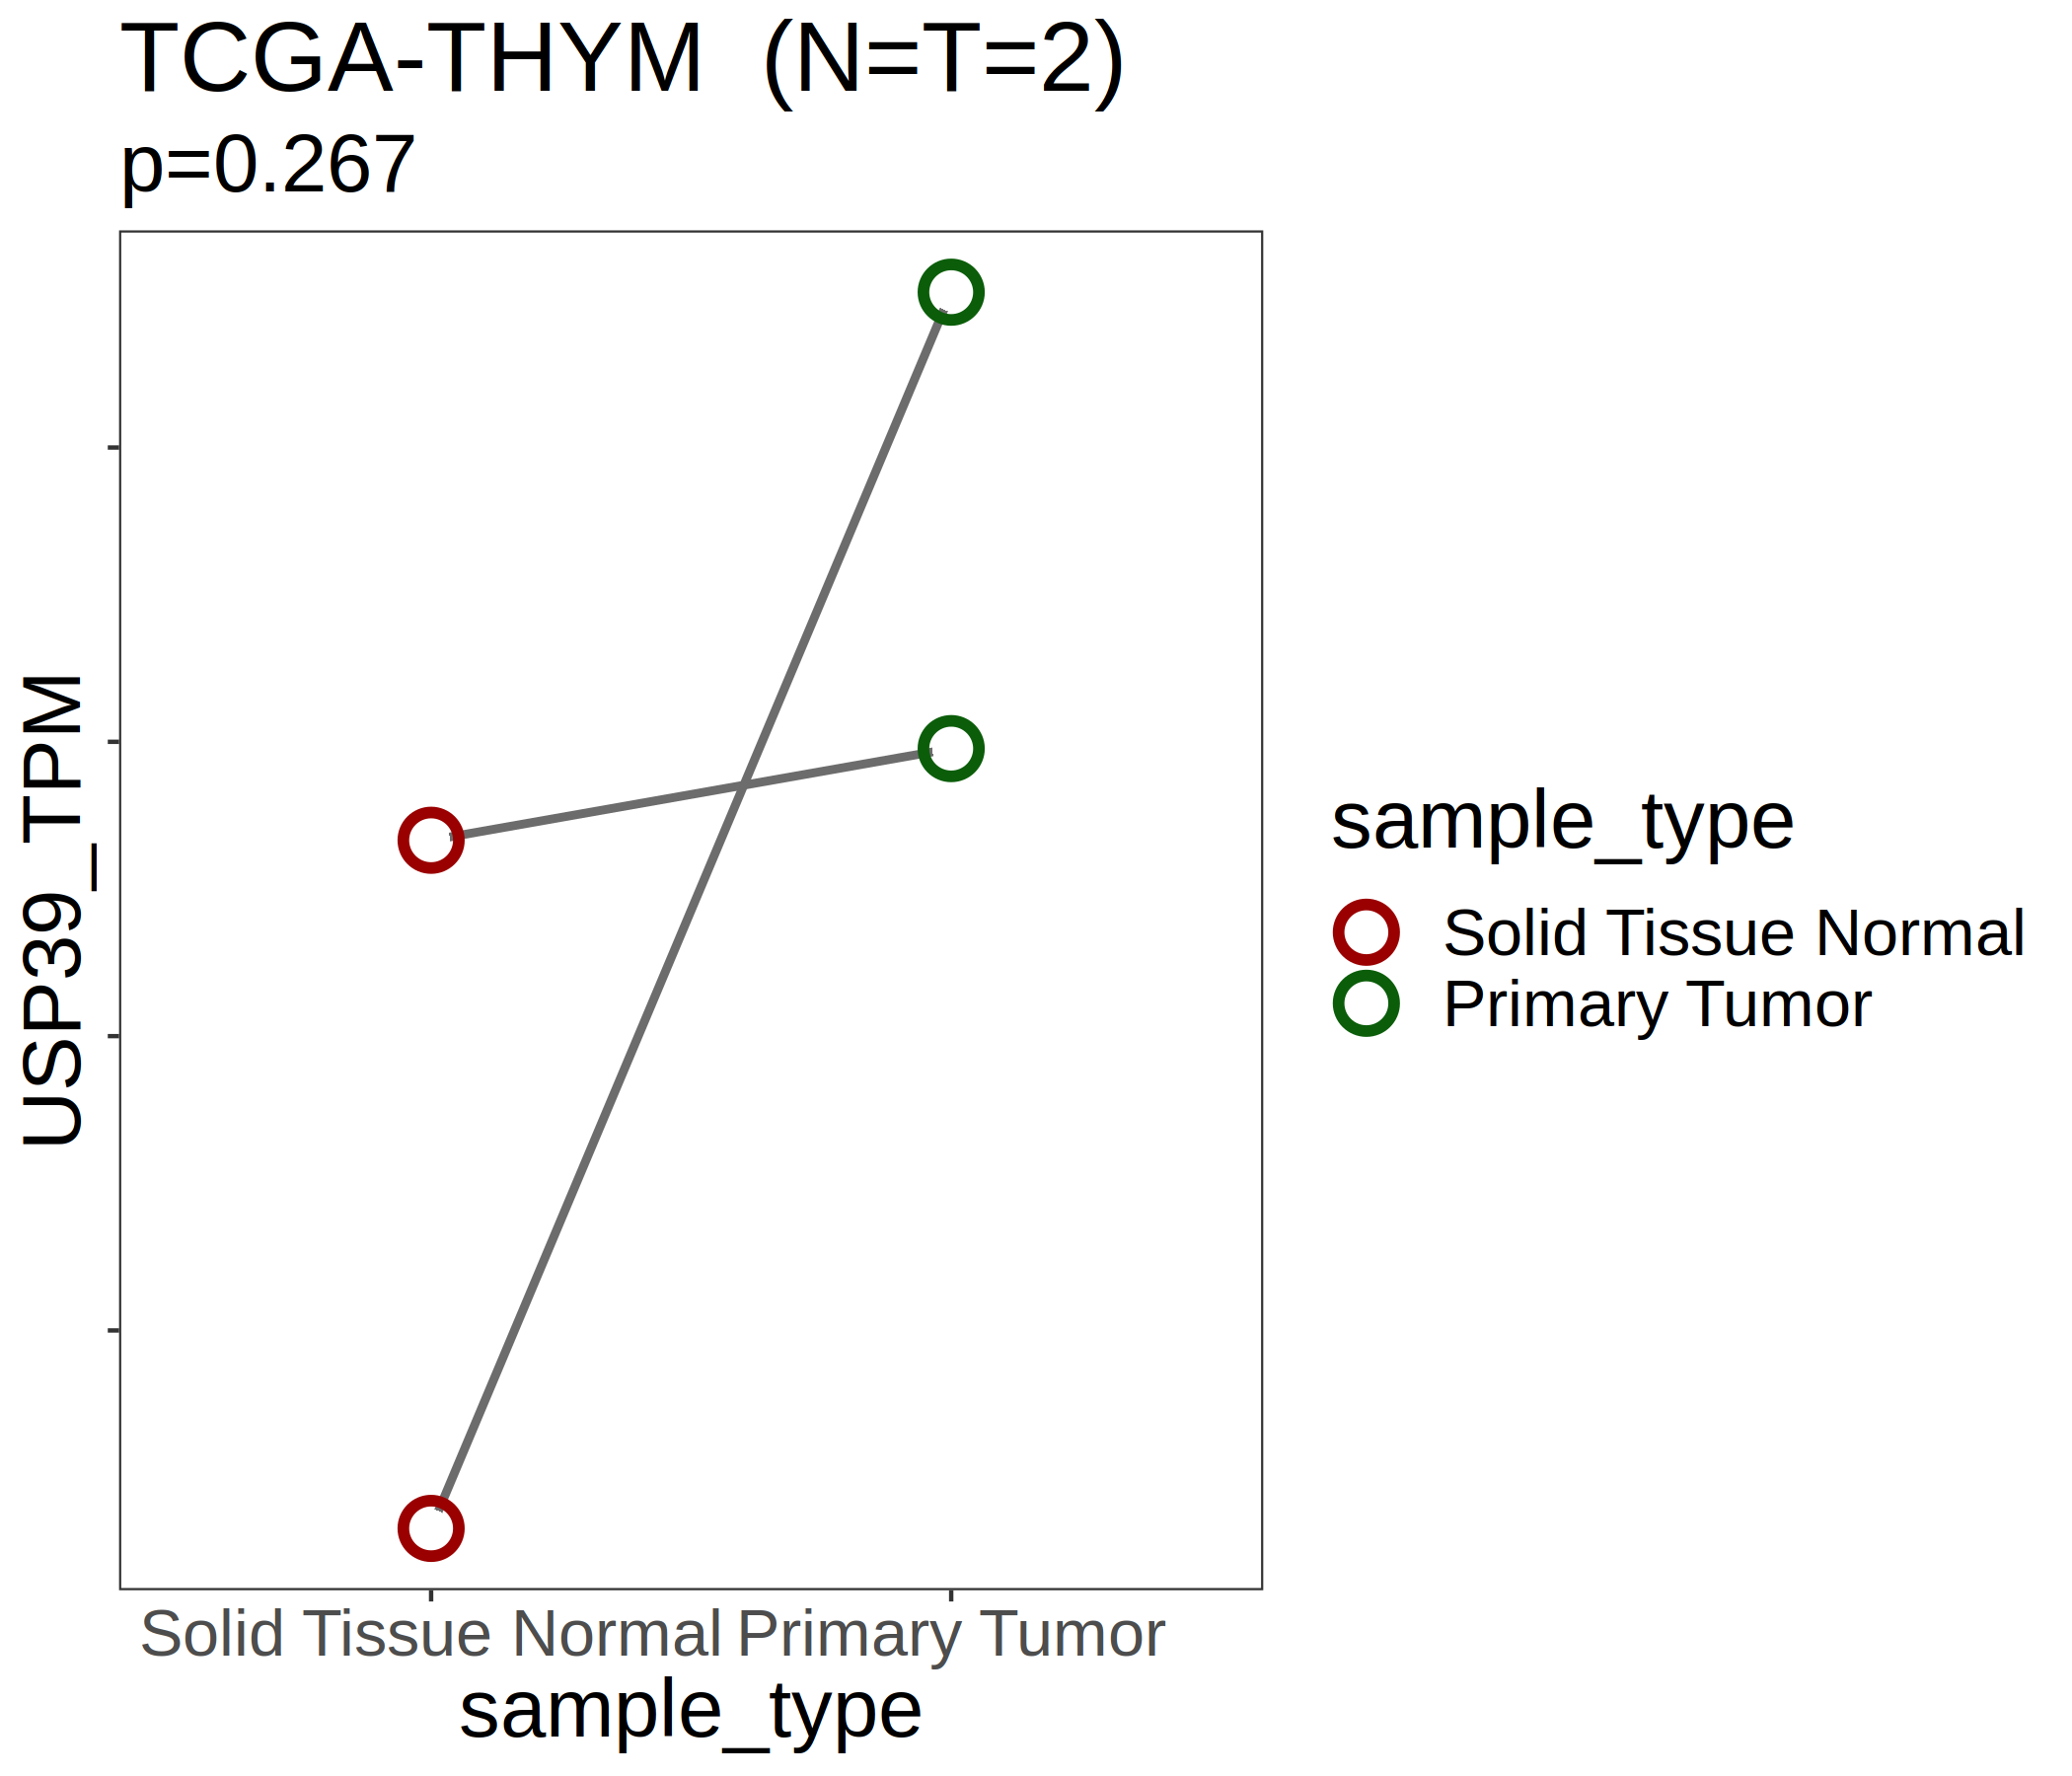 TCGA-THYM (N=T=2)
p=0.267
USP39_TPM
Solid Tissue Normal Primary Tumor
sample_type
sample_type
Solid Tissue Normal
Primary Tumor